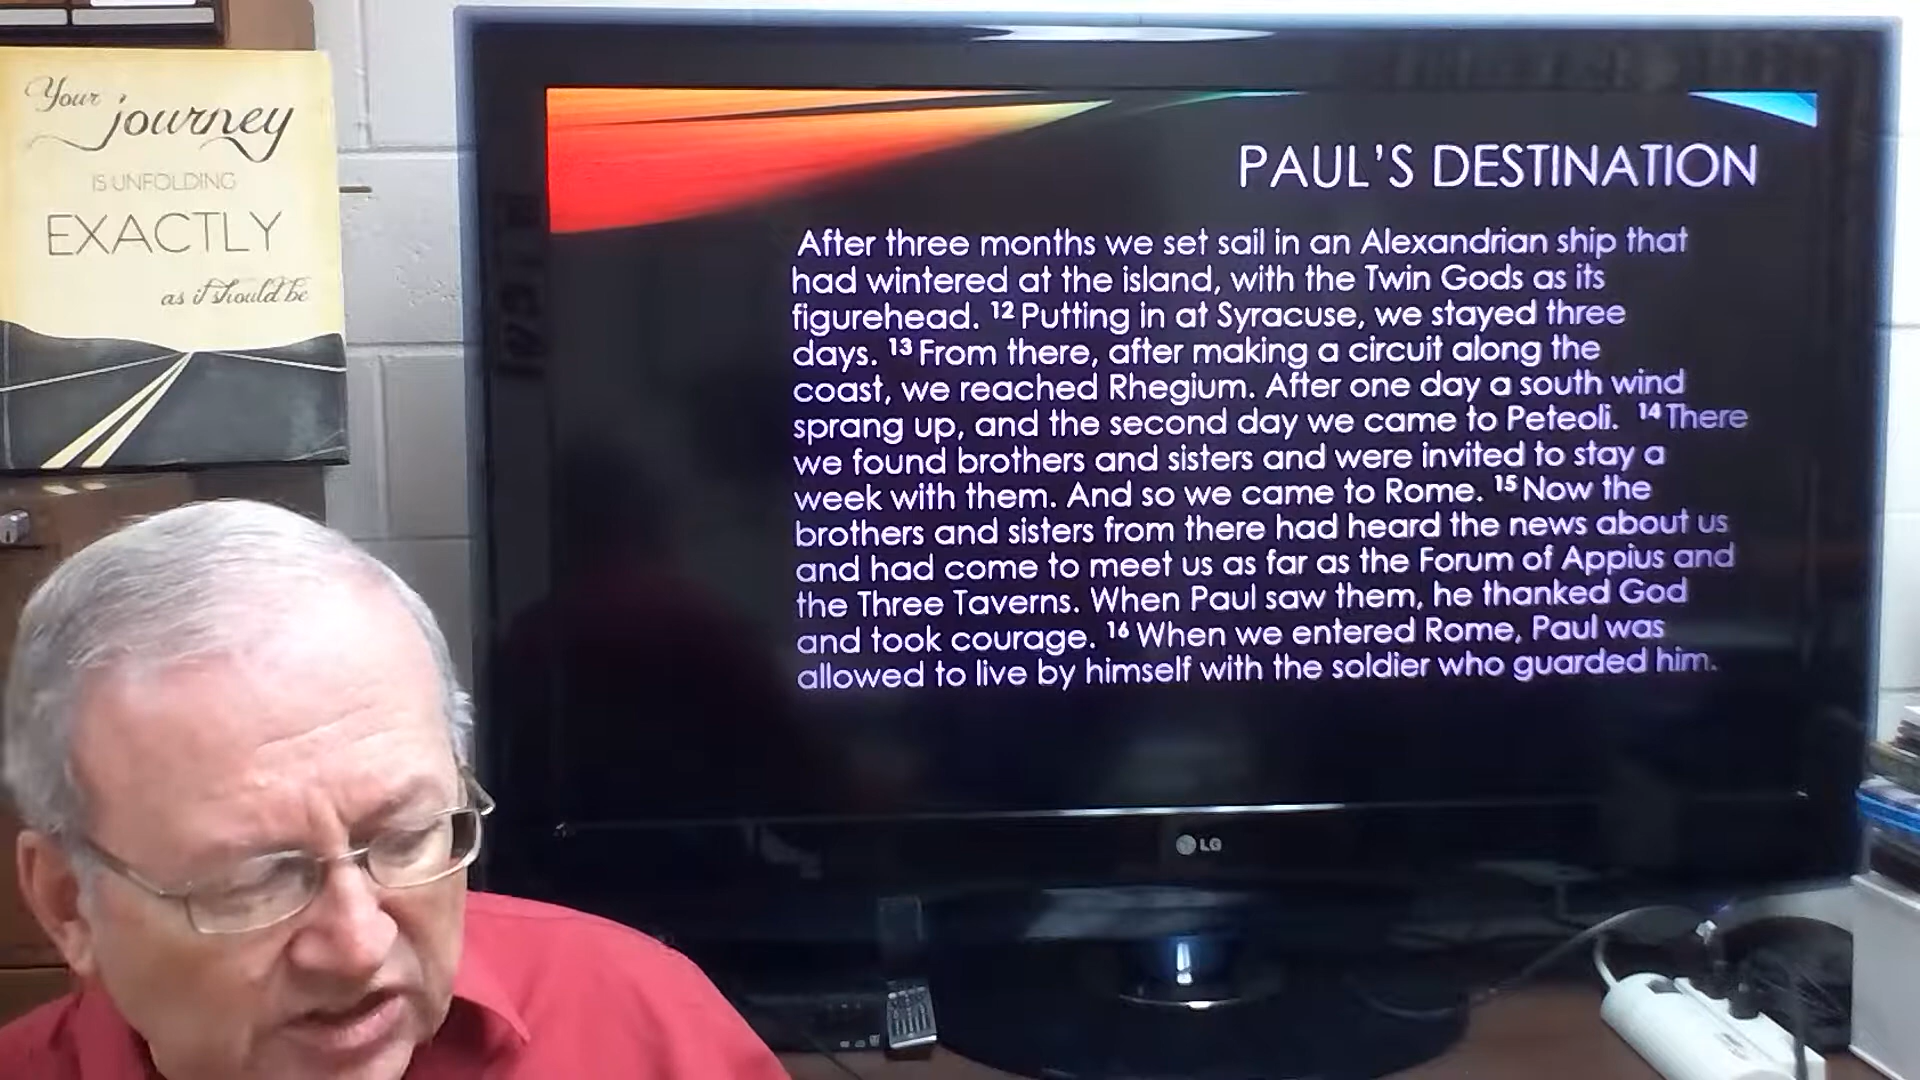 Your
journey
IS UNFOLDING
EXACTLY
as it should be
PAUL'S DESTINATION
After three months we set sail in an Alexandrian ship that
had wintered at the island, with the Twin Gods as its
figurehead. 12 Putting in at Syracuse, we stayed three
days. 13 From there, after making a circuit along the
coast, we reached Rhegium. After one day a south wind
sprang up, and the second day we came to Peteoli. 14 There
we found brothers and sisters and were invited to stay a
week with them. And so we came to Rome. 15 Now the
brothers and sisters from there had heard the news about us
and had come to meet us as far as the Forum of Appius and
the Three Taverns. When Paul saw them, he thanked God
and took courage. 16 When we entered Rome, Paul was
allowed to live by himself with the soldier who guarded him.
LG